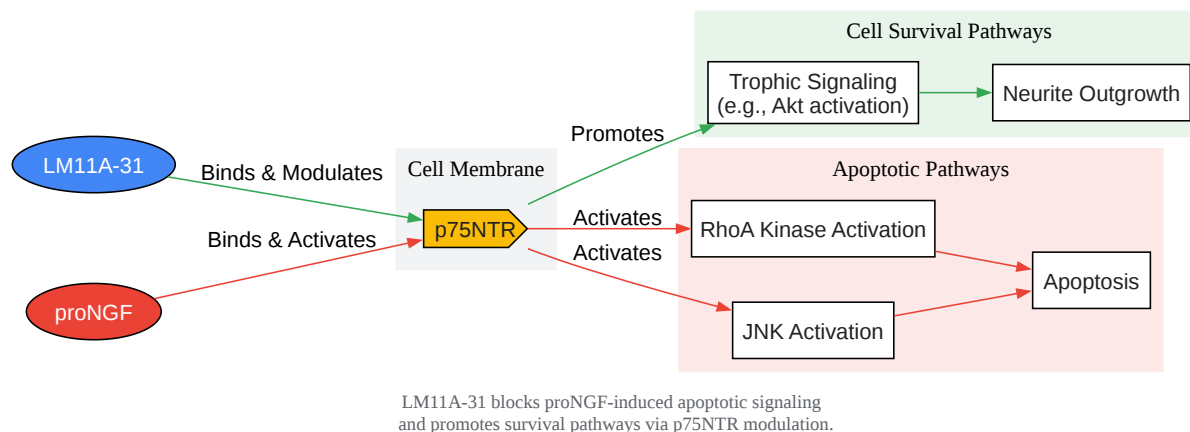 Cell Survival Pathways
Trophic Signaling
(e.g., Akt activation)
Neurite Outgrowth
Promotes
LM11A-31
Binds & Modulates
Cell Membrane
Apoptotic Pathways
p75NTR
Activates
RhoA Kinase Activation
Binds & Activates
Activates
Apoptosis
proNGF
JNK Activation
LM11A-31 blocks proNGF-induced apoptotic signaling
and promotes survival pathways via p75NTR modulation.